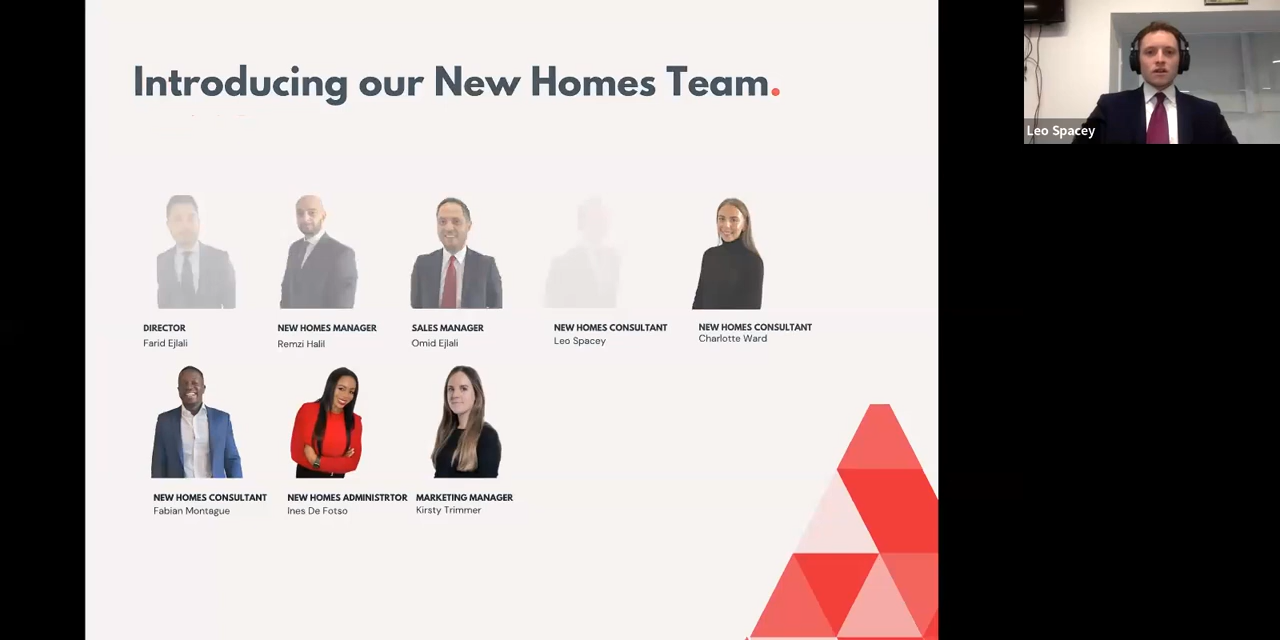 Introducing our New Homes Team.
Leo Spacey
DIRECTOR
Farid Ejlali
NEW HOMES MANAGER
Remzi Halil
SALES MANAGER
Omid Ejlali
NEW HOMES CONSULTANT
Leo Spacey
NEW HOMES CONSULTANT
Charlotte Ward
NEW HOMES CONSULTANT
Fabian Montague
NEW HOMES ADMINISTRTOR
Ines De Fotso
MARKETING MANAGER
Kirsty Trimmer